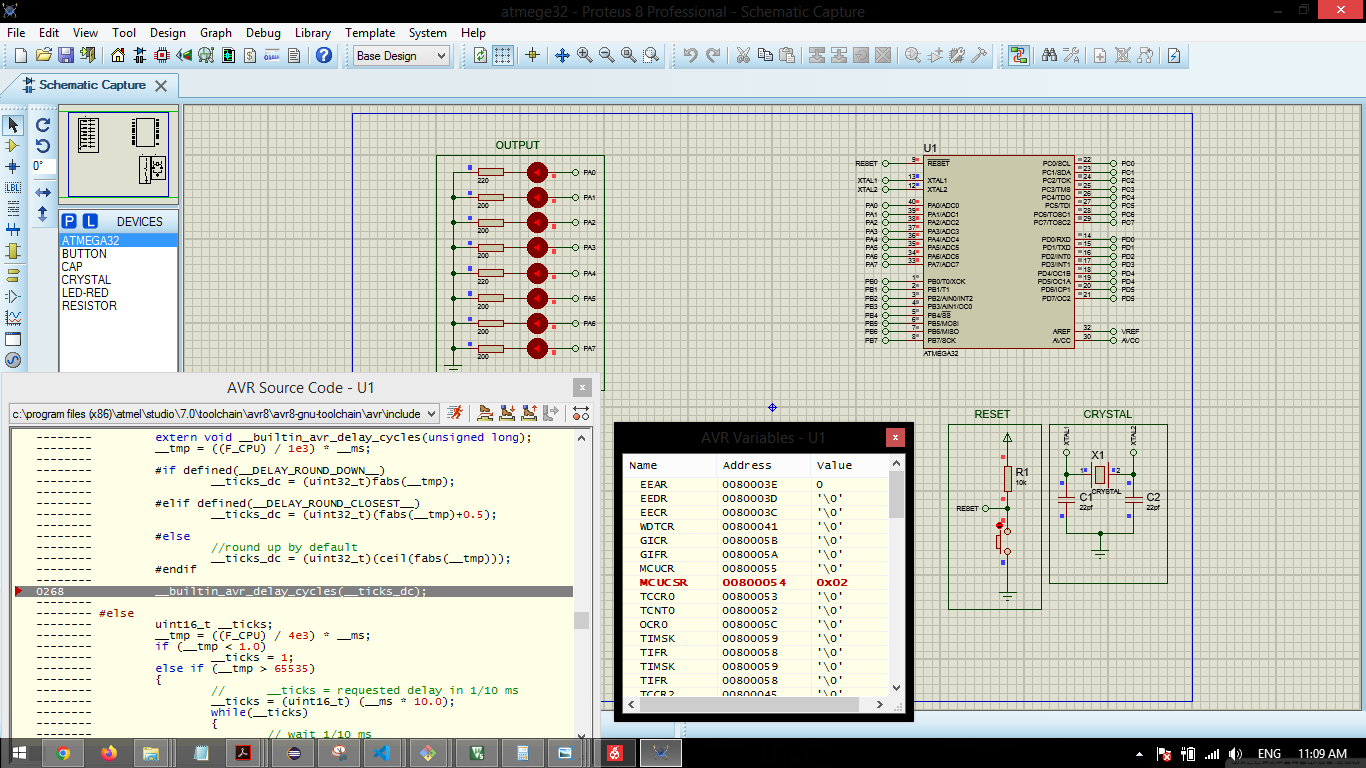 atmege32 - Proteus 8 Professional - Schematic Capture
File Edit View Tool Design Graph Debug Library Template System Help
Base Design
Schematic Capture
0°
P L DEVICES
ATMEGA32
BUTTON
CAP
CRYSTAL
LED-RED
RESISTOR
OUTPUT
220 PA0
200 PA1
200 PA2
200 PA3
220 PA4
200 PA5
200 PA6
200 PA7
U1
RESET 9 RESET PC0/SCL 22 PC0
PC1/SDA 23 PC1
XTAL1 13 XTAL1 PC2/TCK 24 PC2
XTAL2 12 XTAL2 PC3/TMS 25 PC3
PC4/TDO 26 PC4
PA0 40 PA0/ADC0 PC5/TDI 27 PC5
PA1 39 PA1/ADC1 PC6/TOSC1 28 PC6
PA2 38 PA2/ADC2 PC7/TOSC2 29 PC7
PA3 37 PA3/ADC3
PA4 36 PA4/ADC4 PD0/RXD 14 PD0
PA5 35 PA5/ADC5 PD1/TXD 15 PD1
PA6 34 PA6/ADC6 PD2/INT0 16 PD2
PA7 33 PA7/ADC7 PD3/INT1 17 PD3
PD4/OC1B 18 PD4
PB0 1 PB0/T0/XCK PD5/OC1A 19 PD4
PB1 2 PB1/T1 PD6/ICP1 20 PD5
PB2 3 PB2/AIN0/INT2 PD7/OC2 21 PD5
PB3 4 PB3/AIN1/OC0
PB4 5 PB4/SS
PB5 6 PB5/MOSI
PB6 7 PB6/MISO AREF 32 VREF
PB7 8 PB7/SCK AVCC 30 AVCC
ATMEGA32
RESET
R1
10k
RESET
CRYSTAL
XTAL1
XTAL2
X1
1 2
CRYSTAL
C1
22pf
C2
22pf
AVR Source Code - U1
c:\program files (x86)\atmel\studio\7.0\toolchain\avr8\avr8-gnu-toolchain\avr\include
-------- extern void __builtin_avr_delay_cycles(unsigned long);
-------- __tmp = ((F_CPU) / 1e3) * __ms;
--------
-------- #if defined(__DELAY_ROUND_DOWN__)
-------- __ticks_dc = (uint32_t)fabs(__tmp);
--------
-------- #elif defined(__DELAY_ROUND_CLOSEST__)
-------- __ticks_dc = (uint32_t)(fabs(__tmp)+0.5);
--------
-------- #else
-------- //round up by default
-------- __ticks_dc = (uint32_t)(ceil(fabs(__tmp)));
-------- #endif
--------
0268 __builtin_avr_delay_cycles(__ticks_dc);
--------
-------- #else
-------- uint16_t __ticks;
-------- __tmp = ((F_CPU) / 4e3) * __ms;
-------- if (__tmp < 1.0)
-------- __ticks = 1;
-------- else if (__tmp > 65535)
-------- {
-------- // __ticks = requested delay in 1/10 ms
-------- __ticks = (uint16_t) (__ms * 10.0);
-------- while(__ticks)
-------- {
-------- // wait 1/10 ms
AVR Variables - U1
Name Address Value
EEAR 0080003E 0
EEDR 0080003D '\0'
EECR 0080003C '\0'
WDTCR 00800041 '\0'
GICR 0080005B '\0'
GIFR 0080005A '\0'
MCUCR 00800055 '\0'
MCUCSR 00800054 0x02
TCCR0 00800053 '\0'
TCNT0 00800052 '\0'
OCR0 0080005C '\0'
TIMSK 00800059 '\0'
TIFR 00800058 '\0'
TIMSK 00800059 '\0'
TIFR 00800058 '\0'
TCCR2 00800045 '\0'
ENG 11:09 AM